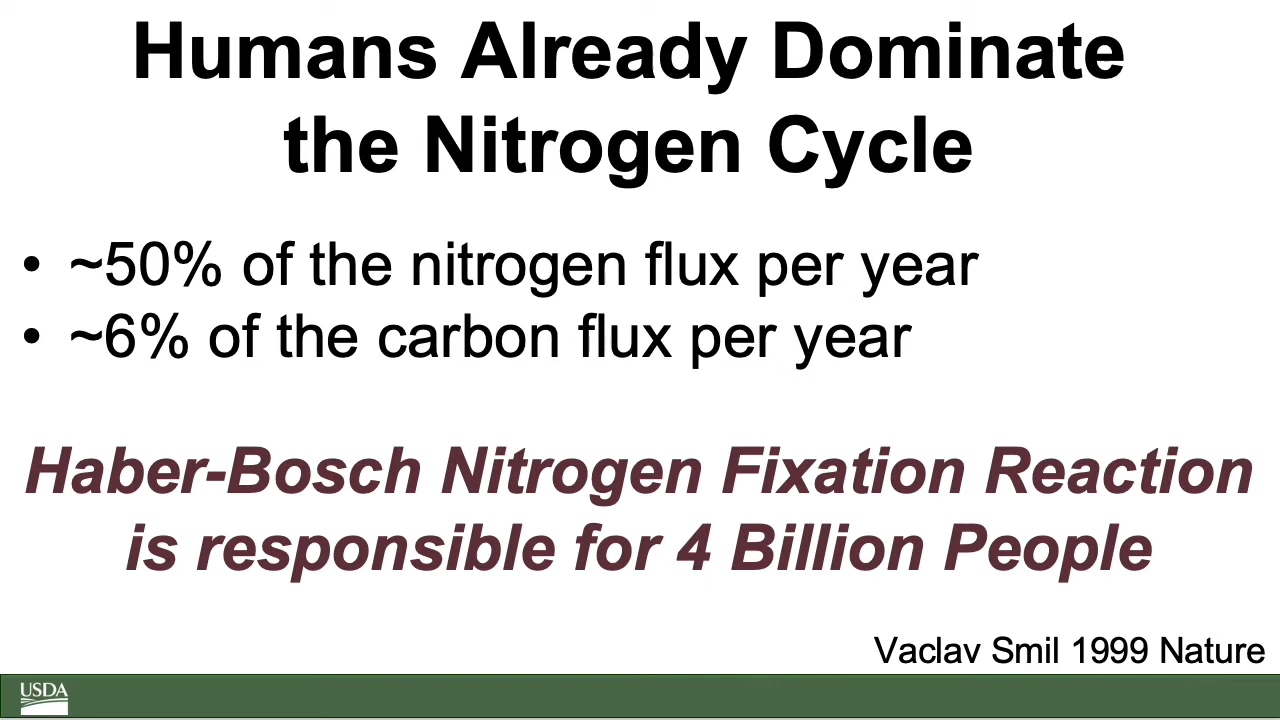 Humans Already Dominate
the Nitrogen Cycle
• ~50% of the nitrogen flux per year
• ~6% of the carbon flux per year
Haber-Bosch Nitrogen Fixation Reaction
is responsible for 4 Billion People
Vaclav Smil 1999 Nature
USDA